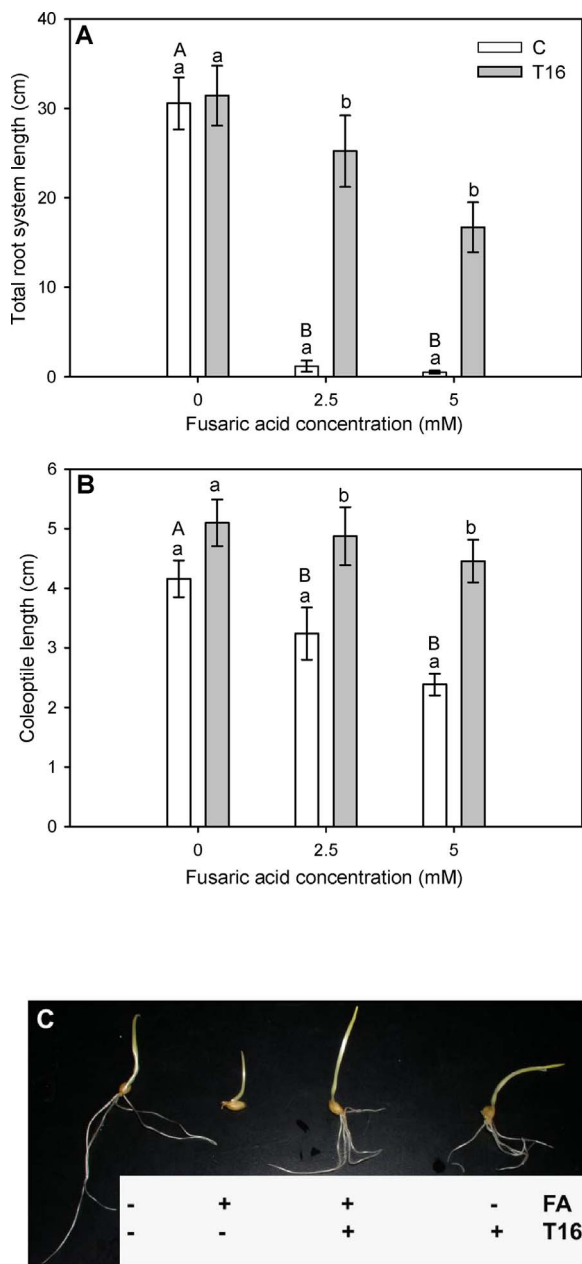 A
C
T16
Total root system length (cm)
40
30
20
10
0
A
a
a
B
a
b
B
a
b
0 2.5 5
Fusaric acid concentration (mM)
B
Coleoptile length (cm)
6
5
4
3
2
1
0
A
a
a
B
a
b
B
a
b
0 2.5 5
Fusaric acid concentration (mM)
C
- + + - FA
- - + + T16